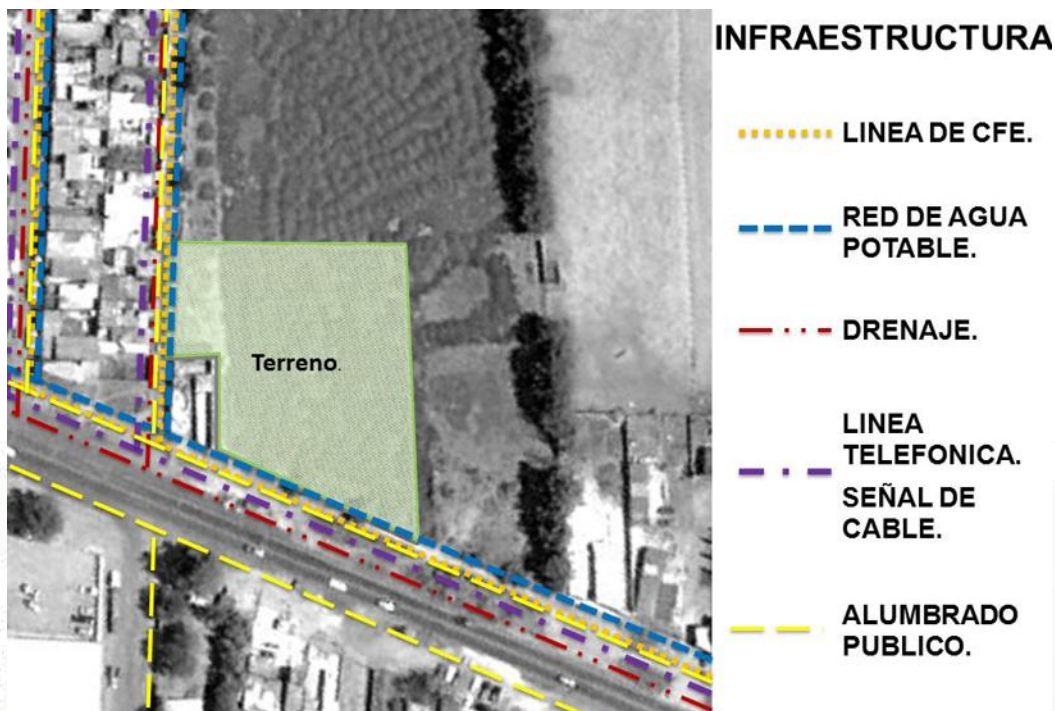 INFRAESTRUCTURA
LINEA DE CFE.
RED DE AGUA
POTABLE.
DRENAJE.
Terreno.
LINEA
TELEFONICA.
SEÑAL DE
CABLE.
ALUMBRADO
PUBLICO.